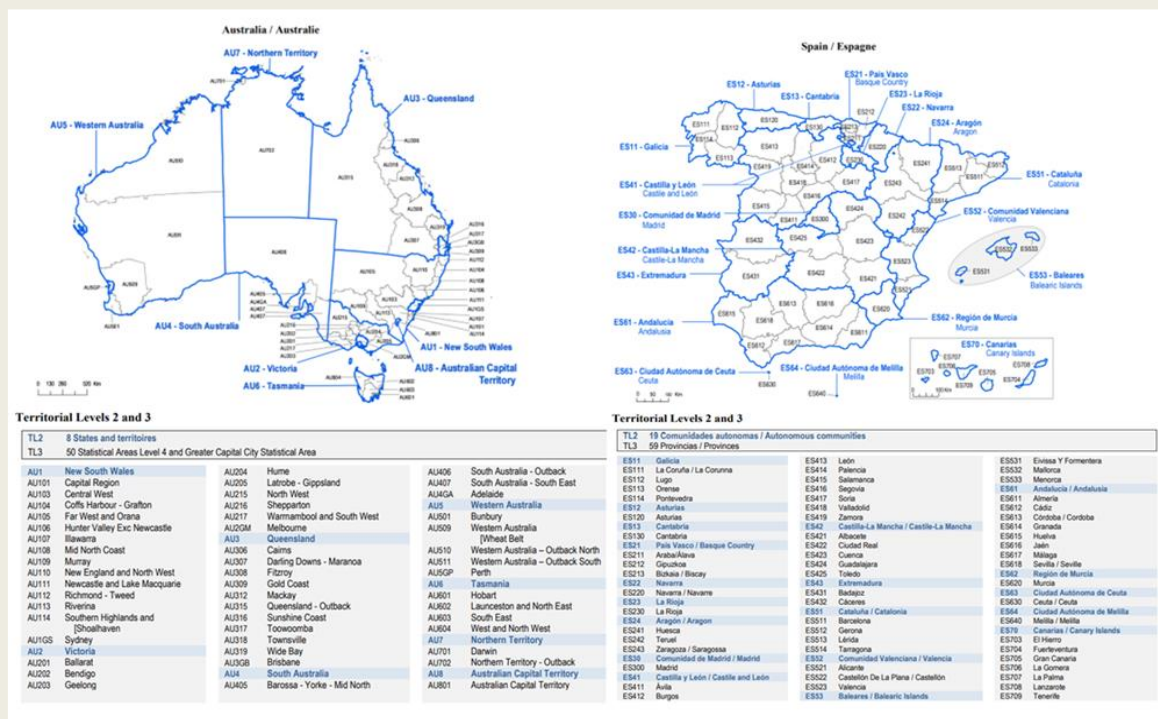 Australia / Australie
AU7 - Northern Territory
AU3 - Queensland
AU5 - Western Australia
AU4 - South Australia
AU2 - Victoria
AU6 - Tasmania
AU1 - New South Wales
AU8 - Australian Capital
Territory
Territorial Levels 2 and 3
TL2 8 States and territoires
TL3 50 Statistical Areas Level 4 and Greater Capital City Statistical Area
AU1 New South Wales
AU101 Capital Region
AU103 Central West
AU104 Coffs Harbour - Grafton
AU105 Far West and Orana
AU106 Hunter Valley Exc Newcastle
AU107 Illawarra
AU108 Mid North Coast
AU109 Murray
AU110 New England and North West
AU111 Newcastle and Lake Macquarie
AU112 Richmond - Tweed
AU113 Riverina
AU114 Southern Highlands and
[Shoalhaven
AU1GS Sydney
AU2 Victoria
AU201 Ballarat
AU202 Bendigo
AU203 Geelong
AU204 Hume
AU205 Latrobe - Gippsland
AU215 North West
AU216 Shepparton
AU217 Warrnambool and South West
AU2GM Melbourne
AU3 Queensland
AU306 Cairns
AU307 Darling Downs - Maranoa
AU308 Fitzroy
AU309 Gold Coast
AU312 Mackay
AU315 Queensland - Outback
AU316 Sunshine Coast
AU317 Toowoomba
AU318 Townsville
AU319 Wide Bay
AU3GB Brisbane
AU4 South Australia
AU405 Barossa - Yorke - Mid North
AU406 South Australia - Outback
AU407 South Australia - South East
AU4GA Adelaide
AU5 Western Australia
AU501 Bunbury
AU509 Western Australia
[Wheat Belt
AU510 Western Australia – Outback North
AU511 Western Australia – Outback South
AU5GP Perth
AU6 Tasmania
AU601 Hobart
AU602 Launceston and North East
AU603 South East
AU604 West and North West
AU7 Northern Territory
AU701 Darwin
AU702 Northern Territory - Outback
AU8 Australian Capital Territory
AU801 Australian Capital Territory
Spain / Espagne
ES21 - País Vasco
Basque Country
ES12 - Asturias
ES23 - La Rioja
ES13 - Cantabria
ES22 - Navarra
ES24 - Aragón
Aragon
ES11 - Galicia
ES51 - Cataluña
Catalonia
ES41 - Castilla y León
Castle and León
ES30 - Comunidad de Madrid
Madrid
ES52 - Comunidad Valenciana
Valencia
ES42 - Castilla-La Mancha
Castile-La Mancha
ES43 - Extremadura
ES53 - Baleares
Balearic Islands
ES61 - Andalucía
Andalusia
ES62 - Región de Murcia
Murcia
ES70 - Canarias
Canary Islands
ES63 - Ciudad Autónoma de Ceuta
Ceuta
ES64 - Ciudad Autónoma de Melilla
Melilla
ES630
ES640
Territorial Levels 2 and 3
TL2 19 Comunidades autonomas / Autonomous communities
TL3 59 Provincias / Provinces
ES11 Galicia
ES111 La Coruña / La Corunna
ES112 Lugo
ES113 Orense
ES114 Pontevedra
ES12 Asturias
ES120 Asturias
ES13 Cantabria
ES130 Cantabria
ES21 País Vasco / Basque Country
ES211 Araba/Álava
ES212 Gipuzkoa
ES213 Bizkaia / Biscay
ES22 Navarra
ES220 Navarra / Navarre
ES23 La Rioja
ES230 La Rioja
ES24 Aragón / Aragon
ES241 Huesca
ES242 Teruel
ES243 Zaragoza / Saragossa
ES30 Comunidad de Madrid / Madrid
ES300 Madrid
ES41 Castilla y León / Castle and León
ES411 Ávila
ES412 Burgos
ES413 León
ES414 Palencia
ES415 Salamanca
ES416 Segovia
ES417 Soria
ES418 Valladolid
ES419 Zamora
ES42 Castilla-La Mancha / Castile-La Mancha
ES421 Albacete
ES422 Ciudad Real
ES423 Cuenca
ES424 Guadalajara
ES425 Toledo
ES43 Extremadura
ES431 Badajoz
ES432 Cáceres
ES51 Cataluña / Catalonia
ES511 Barcelona
ES512 Gerona
ES513 Lérida
ES514 Tarragona
ES52 Comunidad Valenciana / Valencia
ES521 Alicante
ES522 Castellón De La Plana / Castellón
ES523 Valencia
ES53 Baleares / Balearic Islands
ES531 Eivissa Y Formentera
ES532 Mallorca
ES533 Menorca
ES61 Andalucía / Andalusia
ES611 Almería
ES612 Cádiz
ES613 Córdoba / Cordoba
ES614 Granada
ES615 Huelva
ES616 Jaén
ES617 Málaga
ES618 Sevilla / Seville
ES62 Región de Murcia
ES620 Murcia
ES63 Ciudad Autónoma de Ceuta
ES630 Ceuta / Ceuta
ES64 Ciudad Autónoma de Melilla
ES640 Melilla / Melilla
ES70 Canarias / Canary Islands
ES703 El Hierro
ES704 Fuerteventura
ES705 Gran Canaria
ES706 La Gomera
ES707 La Palma
ES708 Lanzarote
ES709 Tenerife